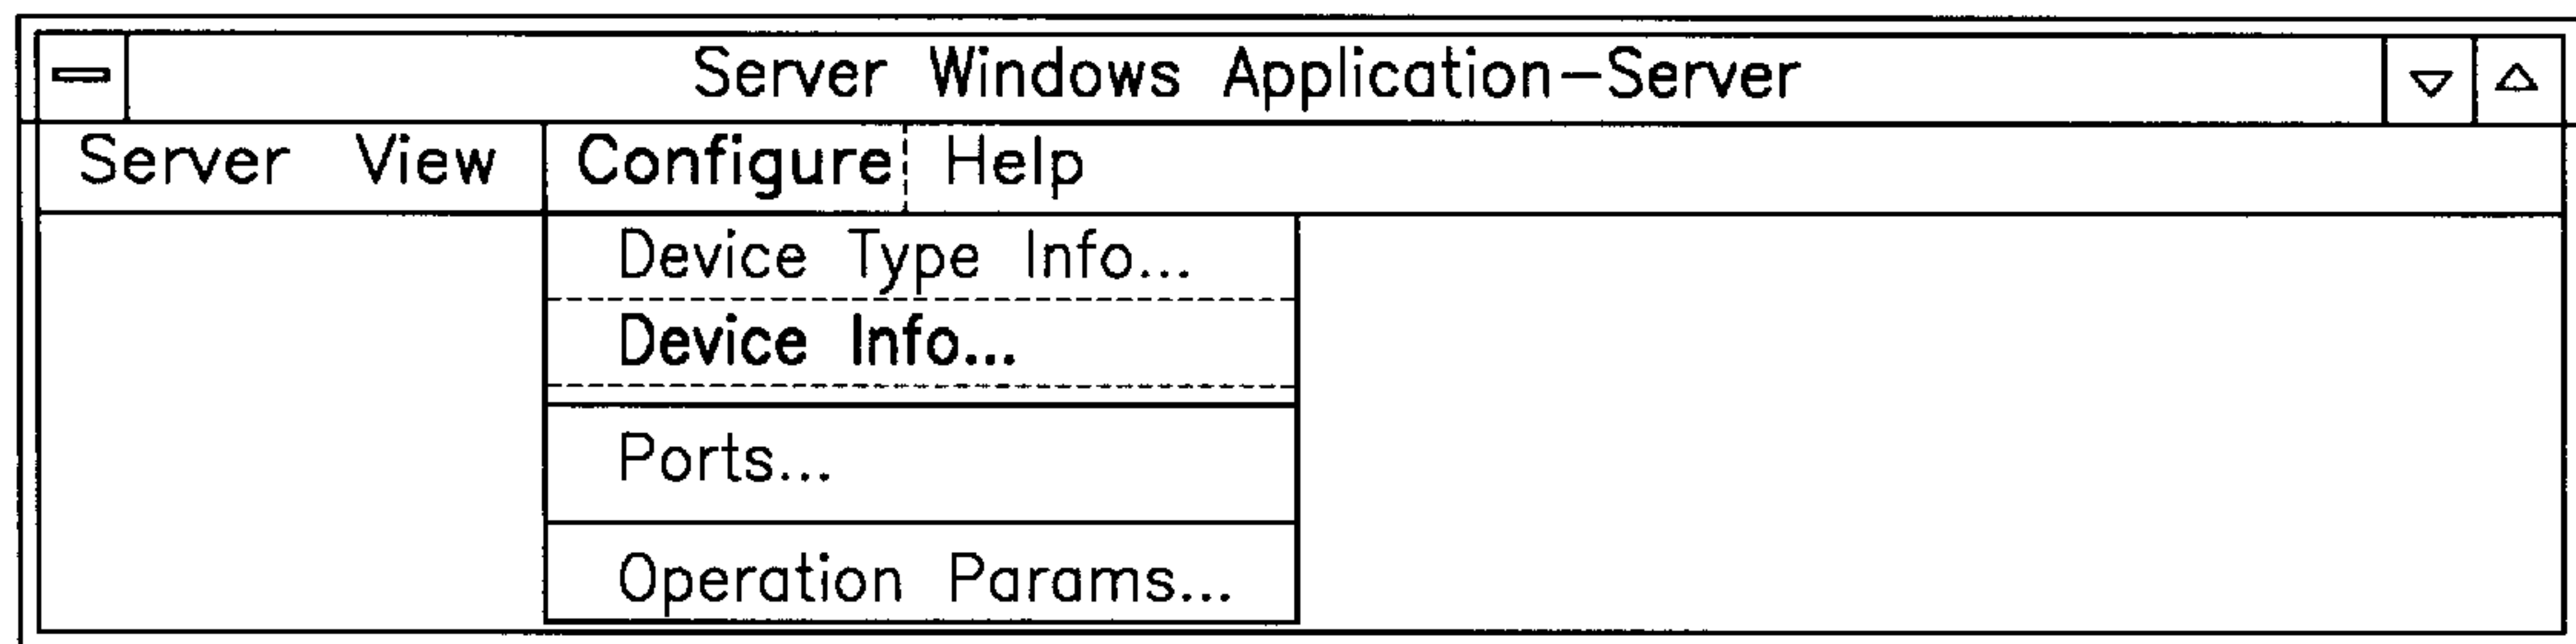 Server Windows Application-Server
Server View Configure Help
Device Type Info...
Device Info...
Ports...
Operation Params...